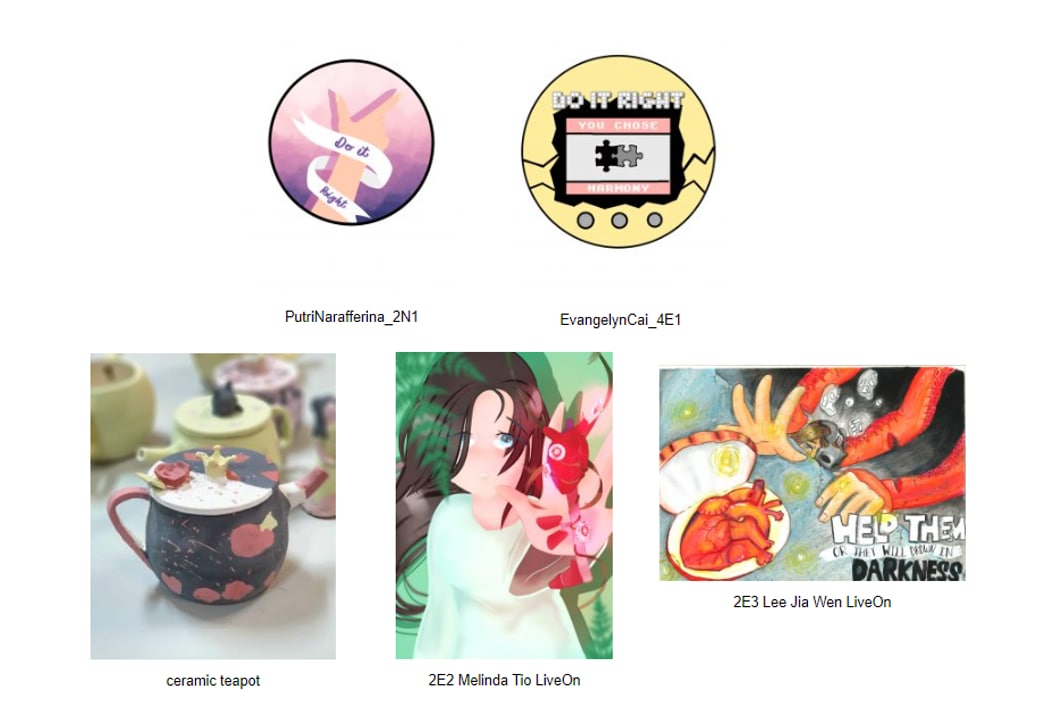 Do it
Right
DO IT RIGHT
YOU CHOSE
HARMONY
PutriNarafferina_2N1
EvangelynCai_4E1
HELP THEM
OR THEY WILL DROWN IN
DARKNESS
2E3 Lee Jia Wen LiveOn
ceramic teapot
2E2 Melinda Tio LiveOn